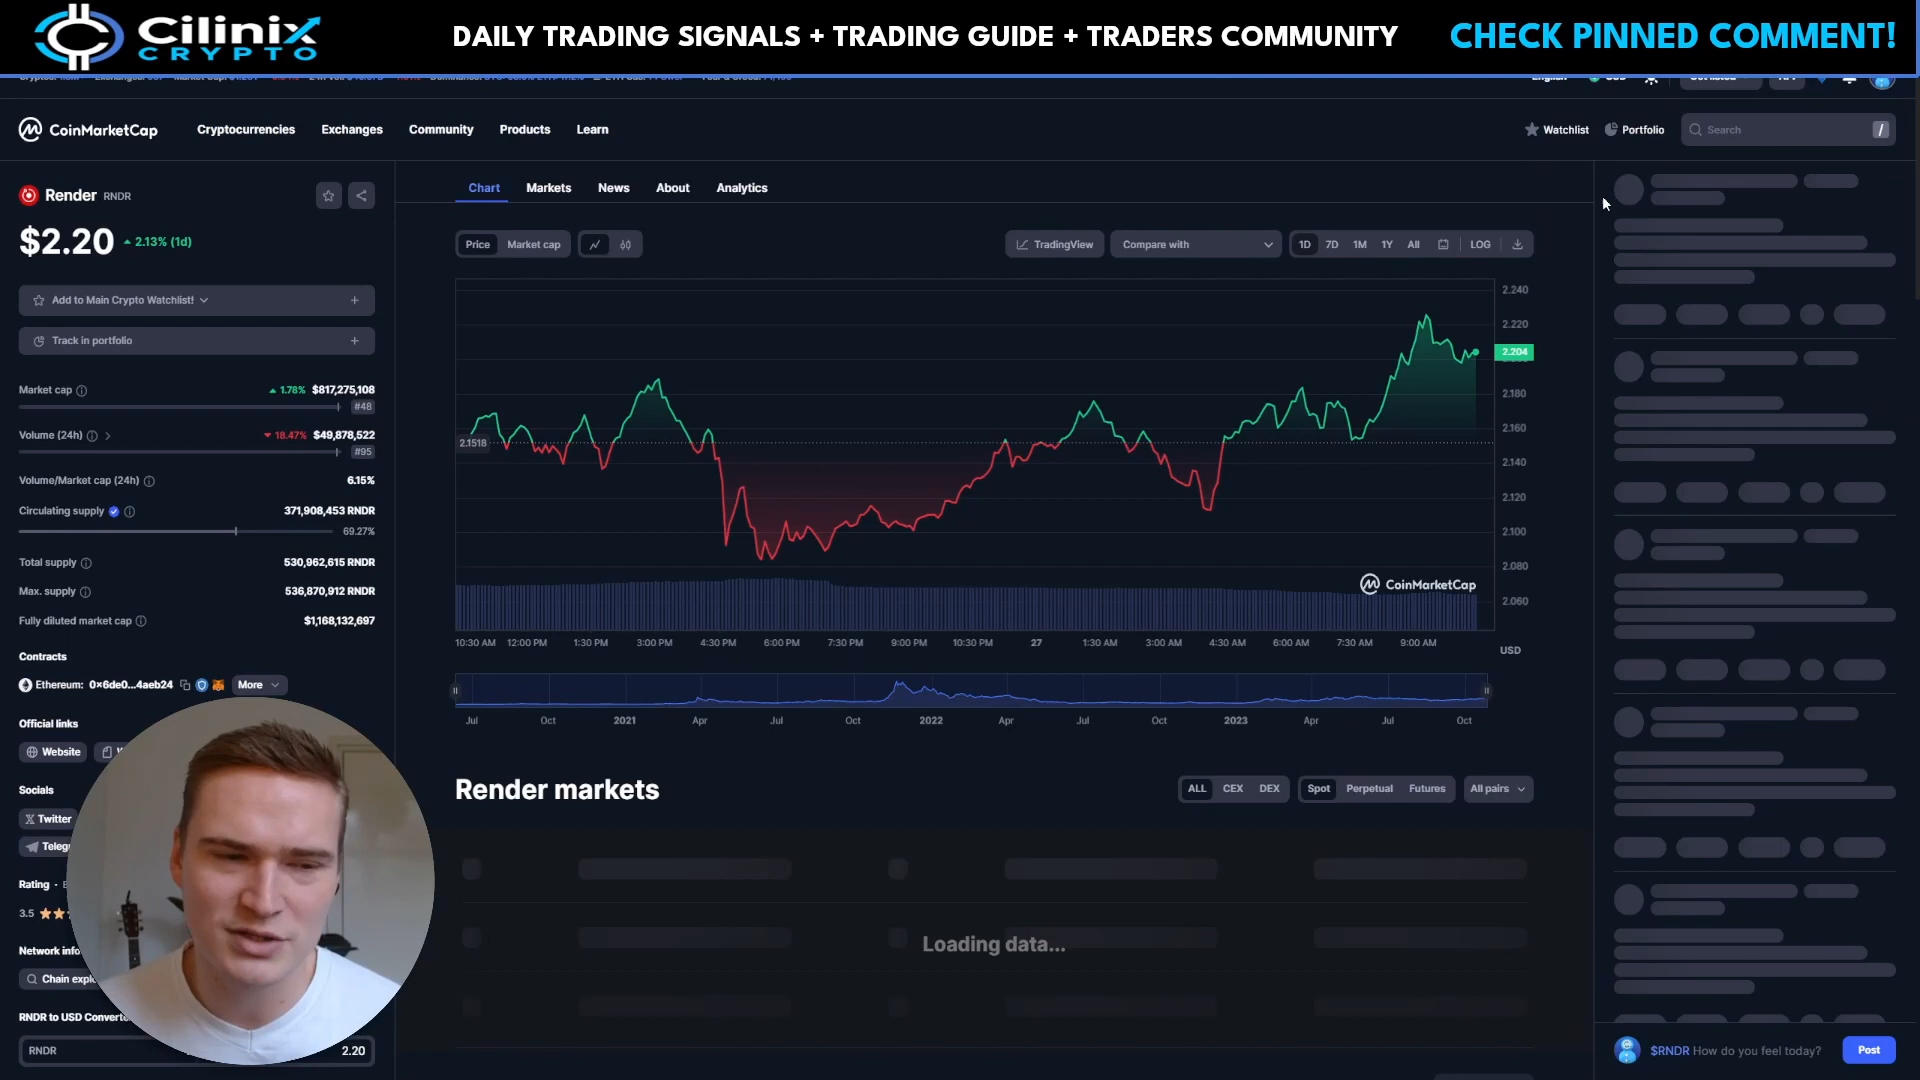 Cilinix
CRYPTO
DAILY TRADING SIGNALS + TRADING GUIDE + TRADERS COMMUNITY
CHECK PINNED COMMENT!
CoinMarketCap
Cryptocurrencies
Exchanges
Community
Products
Learn
Watchlist
Portfolio
Search
/
Render RNDR
$2.20 2.13% (1d)
Add to Main Crypto Watchlist! +
Track in portfolio +
Market cap 1.78% $817,275,108
#48
Volume (24h) 18.47% $49,878,522
#95
Volume/Market cap (24h) 6.15%
Circulating supply 371,908,453 RNDR
69.27%
Total supply 530,962,615 RNDR
Max. supply 536,870,912 RNDR
Fully diluted market cap $1,168,132,697
Contracts
Ethereum: 0x6de0...4aeb24 More
Official links
Website
Socials
Twitter
Rating
3.5
Network info
RNDR to USD
RNDR 2.20
Chart Markets News About Analytics
Price Market cap
TradingView
Compare with
1D 7D 1M 1Y All LOG
2.240
2.220
2.204
2.180
2.160
2.1518
2.140
2.120
2.100
2.080
2.060
CoinMarketCap
10:30 AM 12:00 PM 1:30 PM 3:00 PM 4:30 PM 6:00 PM 7:30 PM 9:00 PM 10:30 PM 27 1:30 AM 3:00 AM 4:30 AM 6:00 AM 7:30 AM 9:00 AM
USD
Jul Oct 2021 Apr Jul Oct 2022 Apr Jul Oct 2023 Apr Jul Oct
Render markets
ALL CEX DEX
Spot Perpetual Futures
All pairs
Loading data...
$RNDR How do you feel today?
Post